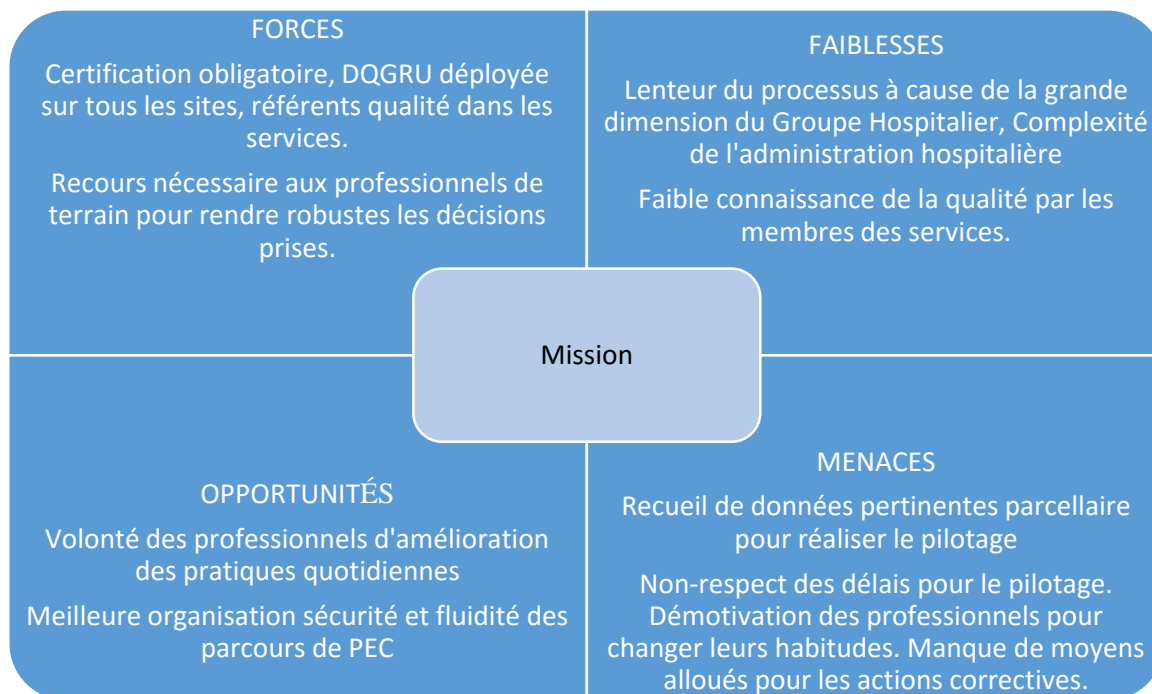 FORCES
Certification obligatoire, DQGRU déployée
sur tous les sites, référents qualité dans les
services.
Recours nécessaire aux professionnels de
terrain pour rendre robustes les décisions
prises.
FAIBLESSES
Lenteur du processus à cause de la grande
dimension du Groupe Hospitalier, Complexité
de l'administration hospitalière
Faible connaissance de la qualité par les
membres des services.
Mission
OPPORTUNITÉS
Volonté des professionnels d'amélioration
des pratiques quotidiennes
Meilleure organisation sécurité et fluidité des
parcours de PEC
MENACES
Recueil de données pertinentes parcellaire
pour réaliser le pilotage
Non-respect des délais pour le pilotage.
Démotivation des professionnels pour
changer leurs habitudes. Manque de moyens
alloués pour les actions correctives.